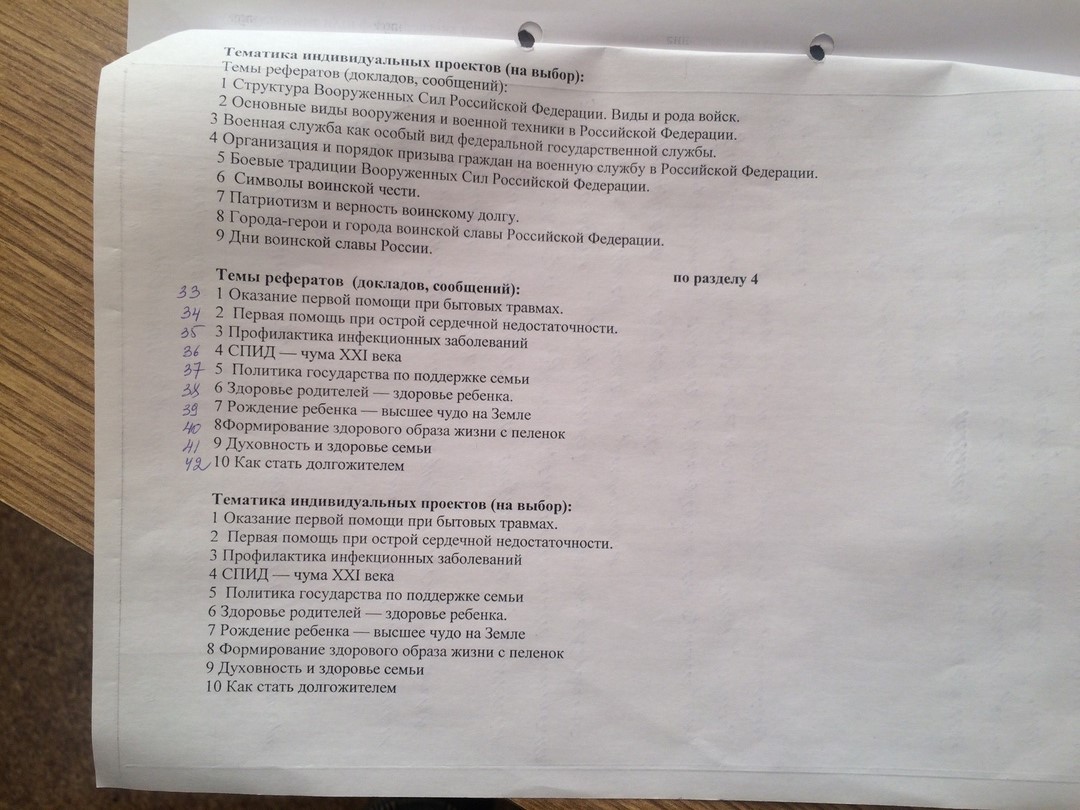 Тематика индивидуальных проектов (на выбор):
Темы рефератов (докладов, сообщений):
1 Структура Вооруженных Сил Российской Федерации. Виды и рода войск.
2 Основные виды вооружения и военной техники в Российской Федерации.
3 Военная служба как особый вид федеральной государственной службы.
4 Организация и порядок призыва граждан на военную службу в Российской Федерации.
5 Боевые традиции Вооруженных Сил Российской Федерации.
6 Символы воинской чести.
7 Патриотизм и верность воинскому долгу.
8 Города-герои и города воинской славы Российской Федерации.
9 Дни воинской славы России.
Темы рефератов (докладов, сообщений): по разделу 4
33 1 Оказание первой помощи при бытовых травмах.
34 2 Первая помощь при острой сердечной недостаточности.
35 3 Профилактика инфекционных заболеваний
36 4 СПИД — чума XXI века
37 5 Политика государства по поддержке семьи
38 6 Здоровье родителей — здоровье ребенка.
39 7 Рождение ребенка — высшее чудо на Земле
40 8Формирование здорового образа жизни с пеленок
41 9 Духовность и здоровье семьи
42 10 Как стать долгожителем
Тематика индивидуальных проектов (на выбор):
1 Оказание первой помощи при бытовых травмах.
2 Первая помощь при острой сердечной недостаточности.
3 Профилактика инфекционных заболеваний
4 СПИД — чума XXI века
5 Политика государства по поддержке семьи
6 Здоровье родителей — здоровье ребенка.
7 Рождение ребенка — высшее чудо на Земле
8 Формирование здорового образа жизни с пеленок
9 Духовность и здоровье семьи
10 Как стать долгожителем